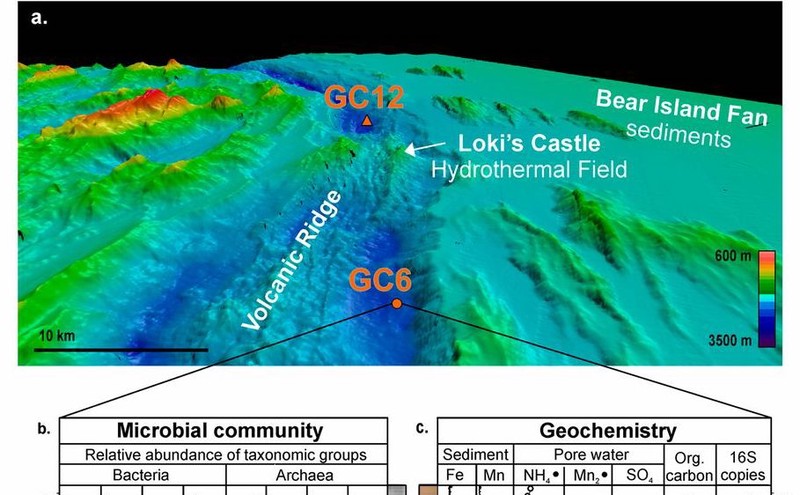 a.
GC12
Bear Island Fan
sediments
Loki's Castle
Hydrothermal Field
Volcanic Ridge
GC6
600 m
3500 m
10 km
b.
Microbial community
Relative abundance of taxonomic groups
Bacteria
Archaea
c.
Geochemistry
Sediment
Pore water
Org.
carbon
16S
copies
Fe
Mn
NH₄•
Mn₂•
SO₄